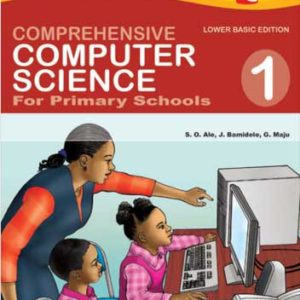 LOWER BASIC EDITION
COMPREHENSIVE
COMPUTER
SCIENCE
For Primary Schools
1
S. O. Ale, J. Bamidele, G. Maju